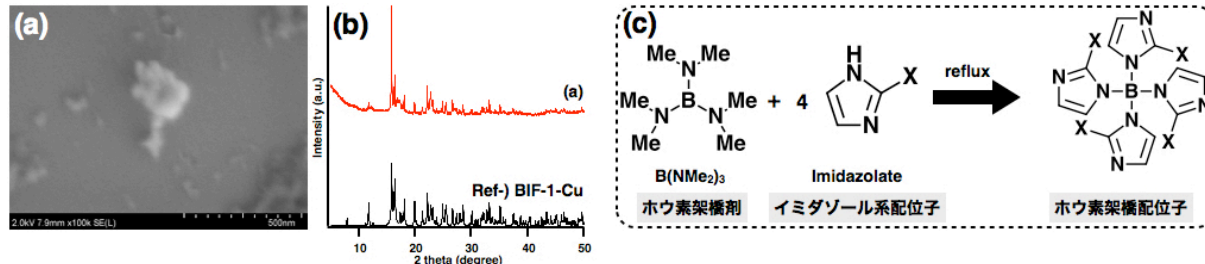 (a)
2.0kV 7.9mm x100k SE(L)
500nm
(b)
Intensity (a.u.)
(a)
Ref-) BIF-1-Cu
10
20
30
40
50
2 theta (degree)
(c)
Me
Me
N
Me
B
Me
N
N
Me
Me
+ 4
H
N
X
N
reflux
N
X
N
X
N
N
N
B
N
N
X
N
X
N
B(NMe₂)₃
Imidazolate
ホウ素架橋剤
イミダゾール系配位子
ホウ素架橋配位子